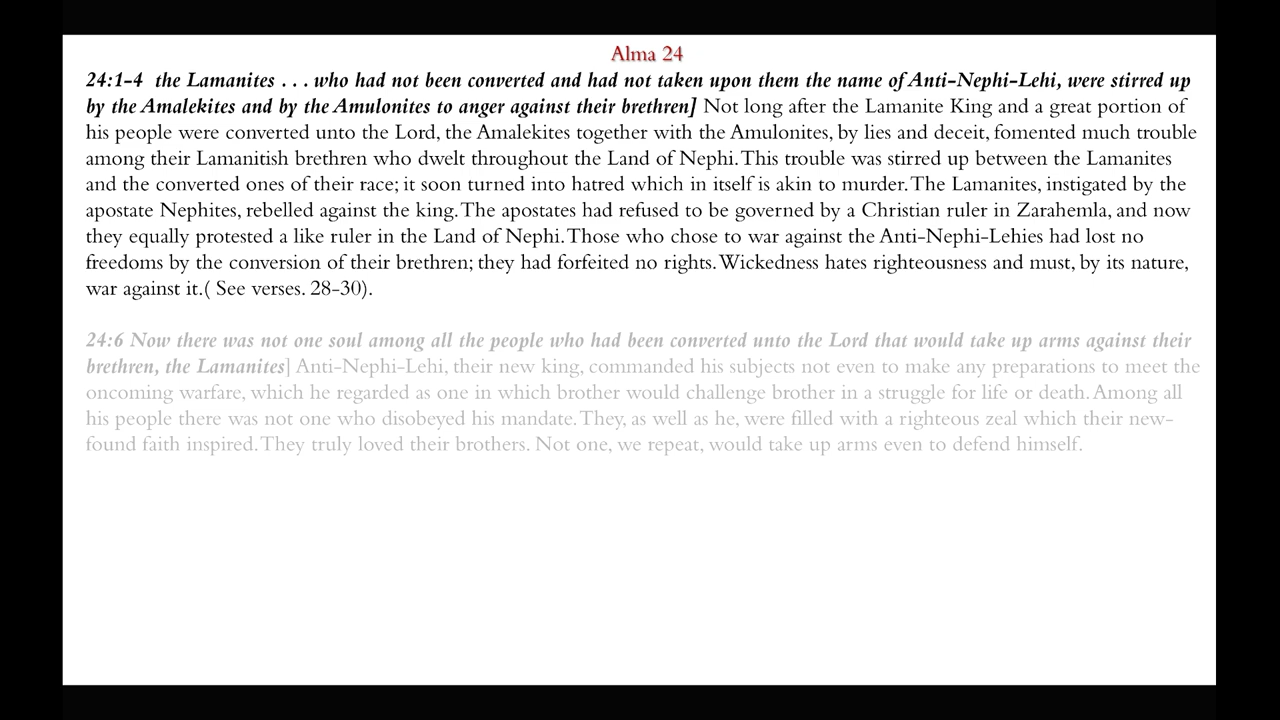 Alma 24
24:1-4 the Lamanites . . . who had not been converted and had not taken upon them the name of Anti-Nephi-Lehi, were stirred up
by the Amalekites and by the Amulonites to anger against their brethren] Not long after the Lamanite King and a great portion of
his people were converted unto the Lord, the Amalekites together with the Amulonites, by lies and deceit, fomented much trouble
among their Lamanitish brethren who dwelt throughout the Land of Nephi. This trouble was stirred up between the Lamanites
and the converted ones of their race; it soon turned into hatred which in itself is akin to murder. The Lamanites, instigated by the
apostate Nephites, rebelled against the king. The apostates had refused to be governed by a Christian ruler in Zarahemla, and now
they equally protested a like ruler in the Land of Nephi. Those who chose to war against the Anti-Nephi-Lehies had lost no
freedoms by the conversion of their brethren; they had forfeited no rights. Wickedness hates righteousness and must, by its nature,
war against it.( See verses. 28-30).
24:6 Now there was not one soul among all the people who had been converted unto the Lord that would take up arms against their
brethren, the Lamanites] Anti-Nephi-Lehi, their new king, commanded his subjects not even to make any preparations to meet the
oncoming warfare, which he regarded as one in which brother would challenge brother in a struggle for life or death. Among all
his people there was not one who disobeyed his mandate. They, as well as he, were filled with a righteous zeal which their new-
found faith inspired. They truly loved their brothers. Not one, we repeat, would take up arms even to defend himself.